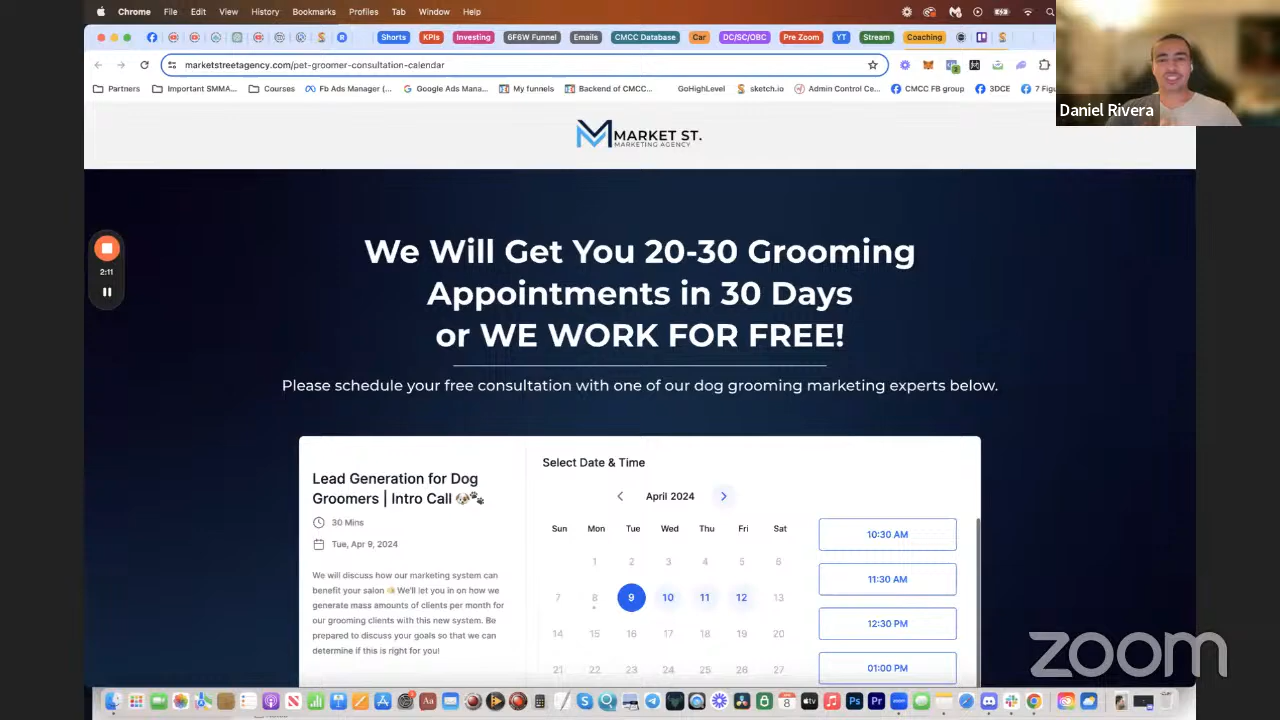 Chrome File Edit View History Bookmarks Profiles Tab Window Help
Shorts KPIs Investing 6F6W Funnel Emails CMCC Database Car DC/SC/OBC Pre Zoom YT Stream Coaching
marketstreetagency.com/pet-groomer-consultation-calendar
Partners Important SMMA... Courses Fb Ads Manager (... Google Ads Mana... My funnels Backend of CMCC... GoHighLevel sketch.io Admin Control Ce... CMCC FB group 3DCE 7 Figu
Daniel Rivera
MARKET ST.
MARKETING AGENCY
We Will Get You 20-30 Grooming
Appointments in 30 Days
or WE WORK FOR FREE!
Please schedule your free consultation with one of our dog grooming marketing experts below.
2:11
Lead Generation for Dog
Groomers | Intro Call 🐶🐾
30 Mins
Tue, Apr 9, 2024
We will discuss how our marketing system can
benefit your salon 🤝 We'll let you in on how we
generate mass amounts of clients per month for
our grooming clients with this new system. Be
prepared to discuss your goals so that we can
determine if this is right for you!
Select Date & Time
April 2024
Sun Mon Tue Wed Thu Fri Sat
1 2 3 4 5 6
7 8 9 10 11 12 13
14 15 16 17 18 19 20
21 22 23 24 25 26 27
10:30 AM
11:30 AM
12:30 PM
01:00 PM
zoom